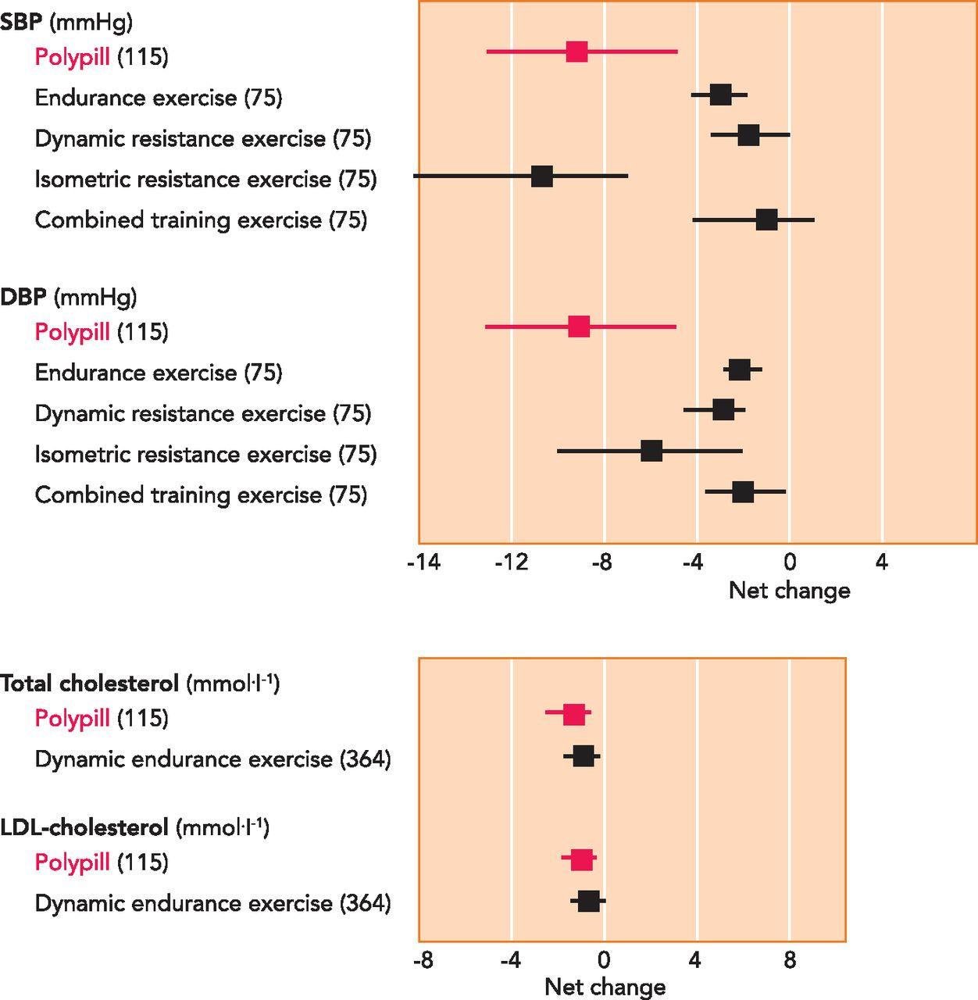 SBP (mmHg)
Polypill (115)
Endurance exercise (75)
Dynamic resistance exercise (75)
Isometric resistance exercise (75)
Combined training exercise (75)
DBP (mmHg)
Polypill (115)
Endurance exercise (75)
Dynamic resistance exercise (75)
Isometric resistance exercise (75)
Combined training exercise (75)
-14 -12 -8 -4 0 4
Net change
Total cholesterol (mmol·l⁻¹)
Polypill (115)
Dynamic endurance exercise (364)
LDL-cholesterol (mmol·l⁻¹)
Polypill (115)
Dynamic endurance exercise (364)
-8 -4 0 4 8
Net change